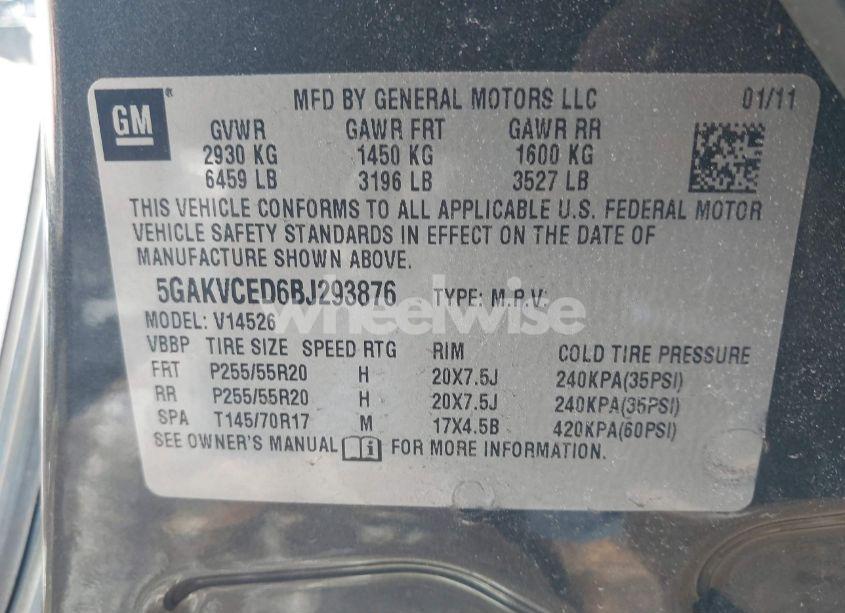 GM ® MFD BY GENERAL MOTORS LLC 01/11
GVWR GAWR FRT GAWR RR
2930 KG 1450 KG 1600 KG
6459 LB 3196 LB 3527 LB
THIS VEHICLE CONFORMS TO ALL APPLICABLE U.S. FEDERAL MOTOR
VEHICLE SAFETY STANDARDS IN EFFECT ON THE DATE OF
MANUFACTURE SHOWN ABOVE.
5GAKVCED6BJ293876 TYPE: M.P.V.
MODEL: V14526
wheelwise
VBBP TIRE SIZE SPEED RTG RIM COLD TIRE PRESSURE
FRT P255/55R20 H 20X7.5J 240KPA(35PSI)
RR P255/55R20 H 20X7.5J 240KPA(35PSI)
SPA T145/70R17 M 17X4.5B 420KPA(60PSI)
SEE OWNER'S MANUAL FOR MORE INFORMATION.